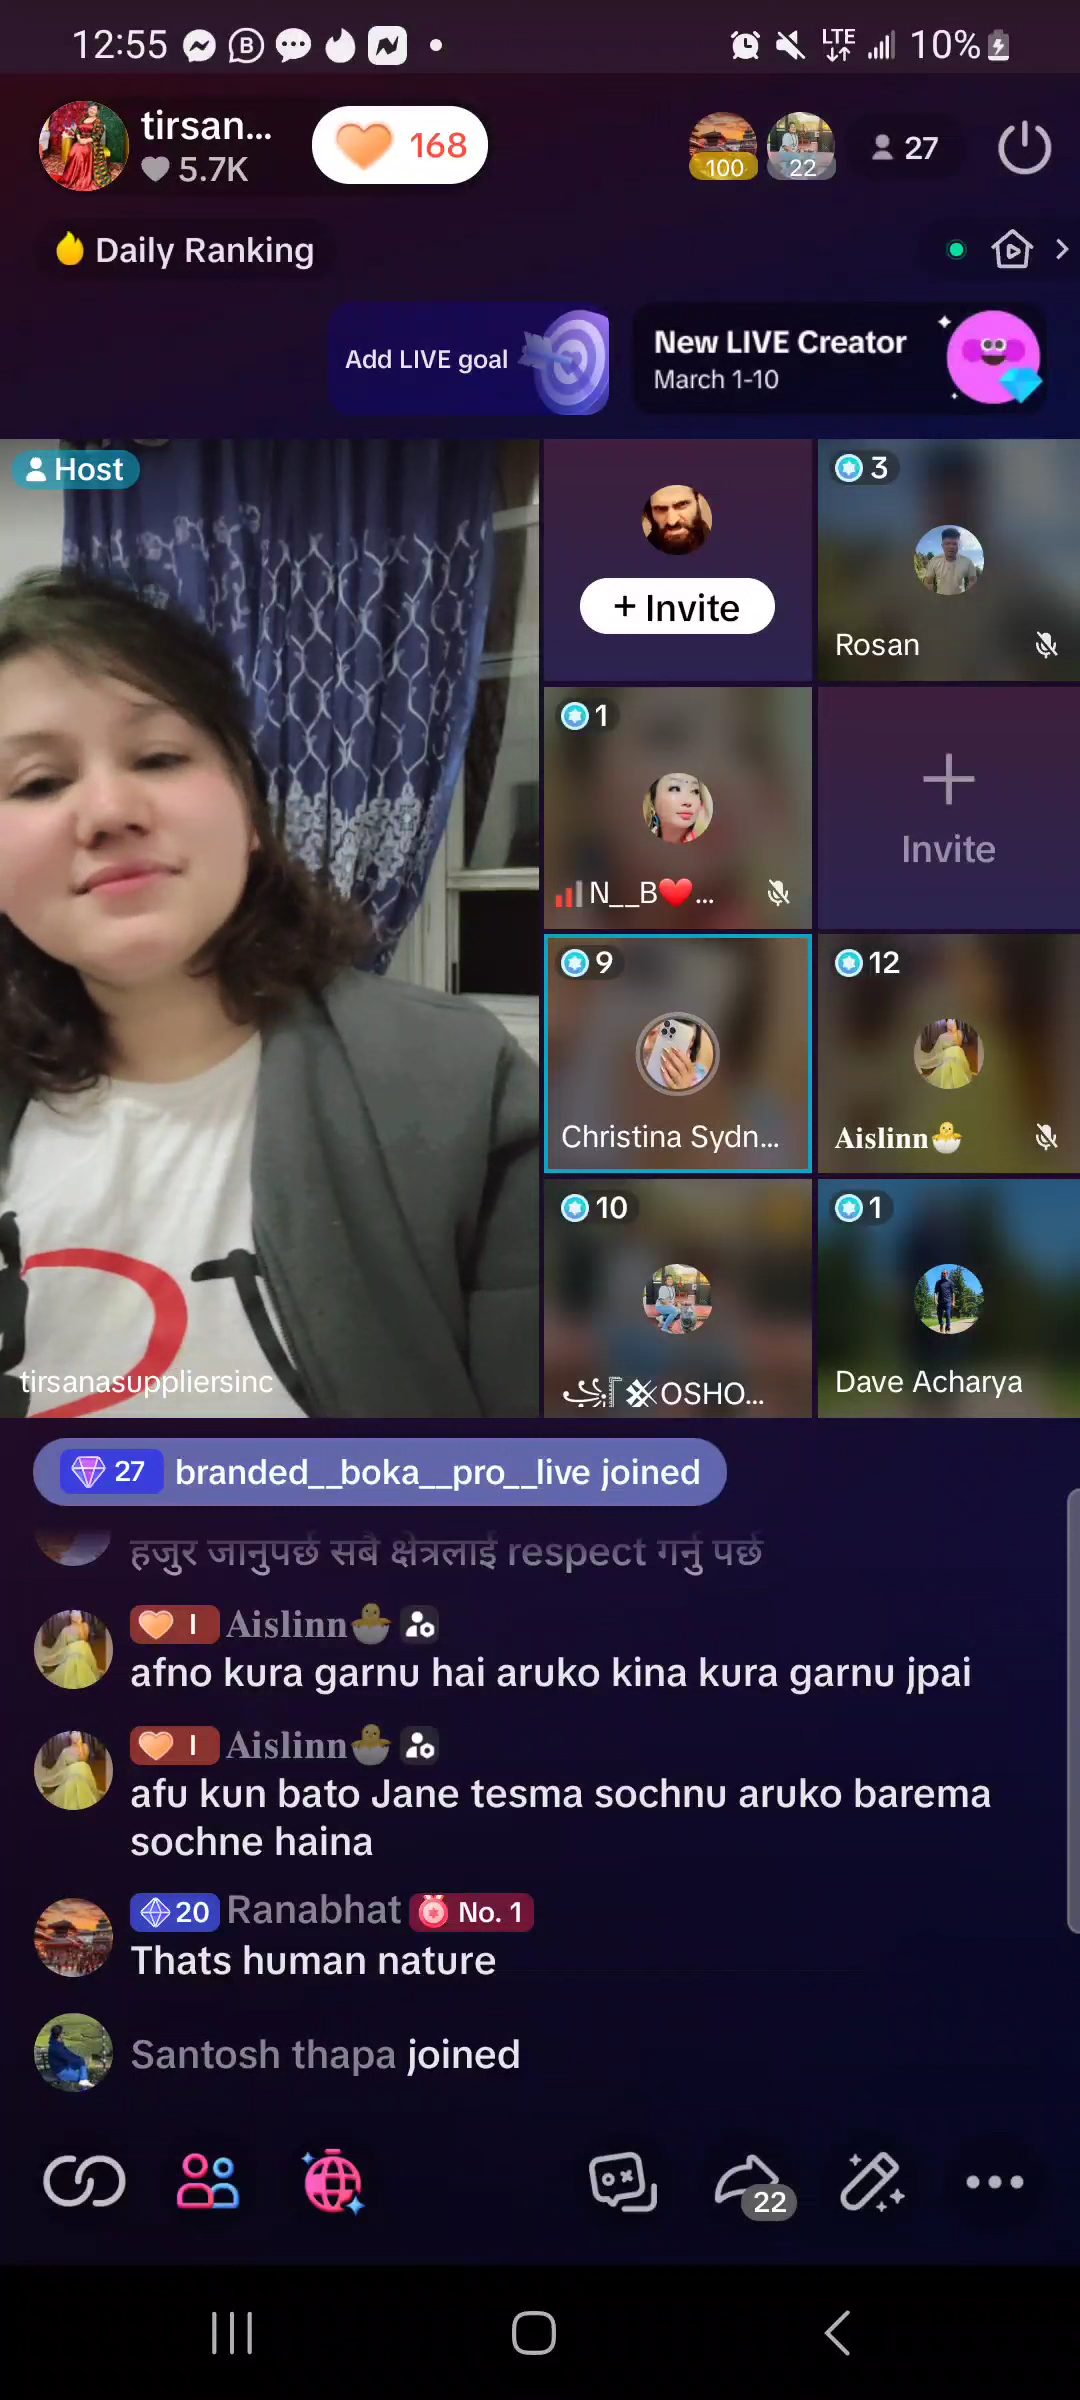 12:55
LTE
10%
tirsan...
5.7K
168
100
22
27
Daily Ranking
Add LIVE goal
New LIVE Creator
March 1-10
Host
+ Invite
3
Rosan
1
N__B❤️...
Invite
9
Christina Sydn...
12
Aislinn🐣
10
OSHO...
1
Dave Acharya
tirsanasuppliersinc
27 branded__boka__pro__live joined
हजुर जानुपर्छ सबै क्षेत्रलाई respect गर्नु पर्छ
I Aislinn🐣
afno kura garnu hai aruko kina kura garnu jpai
I Aislinn🐣
afu kun bato Jane tesma sochnu aruko barema
sochne haina
20 Ranabhat No. 1
Thats human nature
Santosh thapa joined
22